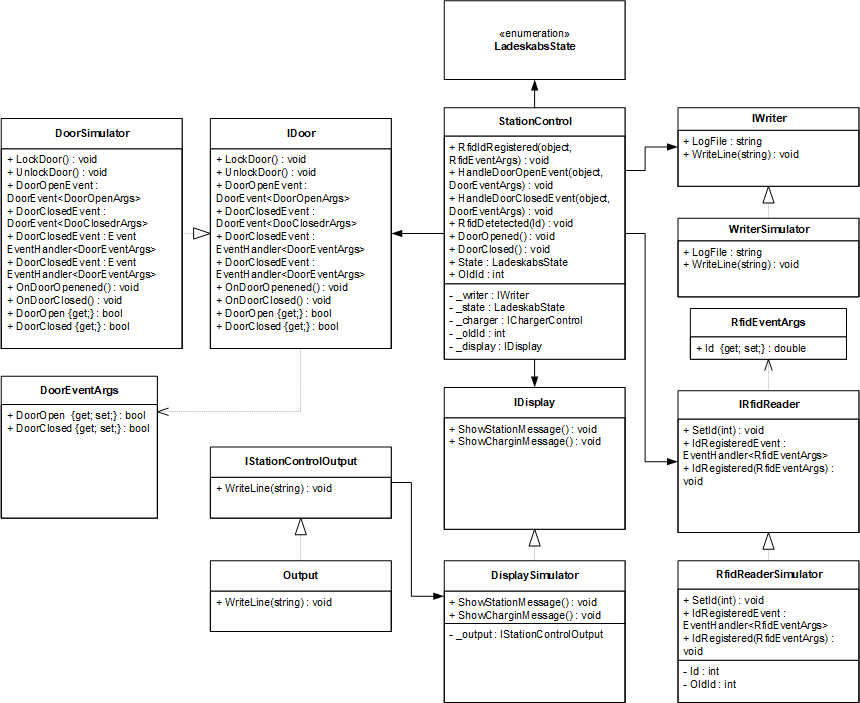 «enumeration»
LadeskabsState
StationControl
+ RfidIdRegistered(object,
RfidEventArgs) : void
+ HandleDoorOpenEvent(object,
DoorEventArgs) : void
+ HandleDoorClosedEvent(object,
DoorEventArgs) : void
+ RfidDetetected(Id) : void
+ DoorOpened() : void
+ DoorClosed() : void
+ State : LadeskabsState
+ OldId : int
- _writer : IWriter
- _state : LadeskabState
- _charger : IChargerControl
- _oldId : int
- _display : IDisplay
DoorSimulator
+ LockDoor() : void
+ UnlockDoor() : void
+ DoorOpenEvent :
DoorEvent<DoorOpenArgs>
+ DoorClosedEvent :
DoorEvent<DooClosedrArgs>
+ DoorClosedEvent : Event
EventHandler<DoorEventArgs>
+ DoorClosedEvent : Event
EventHandler<DoorEventArgs>
+ OnDoorOpenened() : void
+ OnDoorClosed() : void
+ DoorOpen {get;} : bool
+ DoorClosed {get;} : bool
IDoor
+ LockDoor() : void
+ UnlockDoor() : void
+ DoorOpenEvent :
DoorEvent<DoorOpenArgs>
+ DoorClosedEvent :
DoorEvent<DooClosedrArgs>
+ DoorClosedEvent :
EventHandler<DoorEventArgs>
+ DoorClosedEvent :
EventHandler<DoorEventArgs>
+ OnDoorOpenened() : void
+ OnDoorClosed() : void
+ DoorOpen {get;} : bool
+ DoorClosed {get;} : bool
IWriter
+ LogFile : string
+ WriteLine(string) : void
WriterSimulator
+ LogFile : string
+ WriteLine(string) : void
RfidEventArgs
+ Id  {get; set;} : double
DoorEventArgs
+ DoorOpen  {get; set;} : bool
+ DoorClosed {get; set;} : bool
IDisplay
+ ShowStationMessage() : void
+ ShowCharginMessage() : void
IRfidReader
+ SetId(int) : void
+ IdRegisteredEvent :
EventHandler<RfidEventArgs>
+ IdRegistered(RfidEventArgs) :
void
IStationControlOutput
+ WriteLine(string) : void
Output
+ WriteLine(string) : void
DisplaySimulator
+ ShowStationMessage() : void
+ ShowCharginMessage() : void
- _output : IStationControlOutput
RfidReaderSimulator
+ SetId(int) : void
+ IdRegisteredEvent :
EventHandler<RfidEventArgs>
+ IdRegistered(RfidEventArgs) :
void
- Id : int
- OldId : int